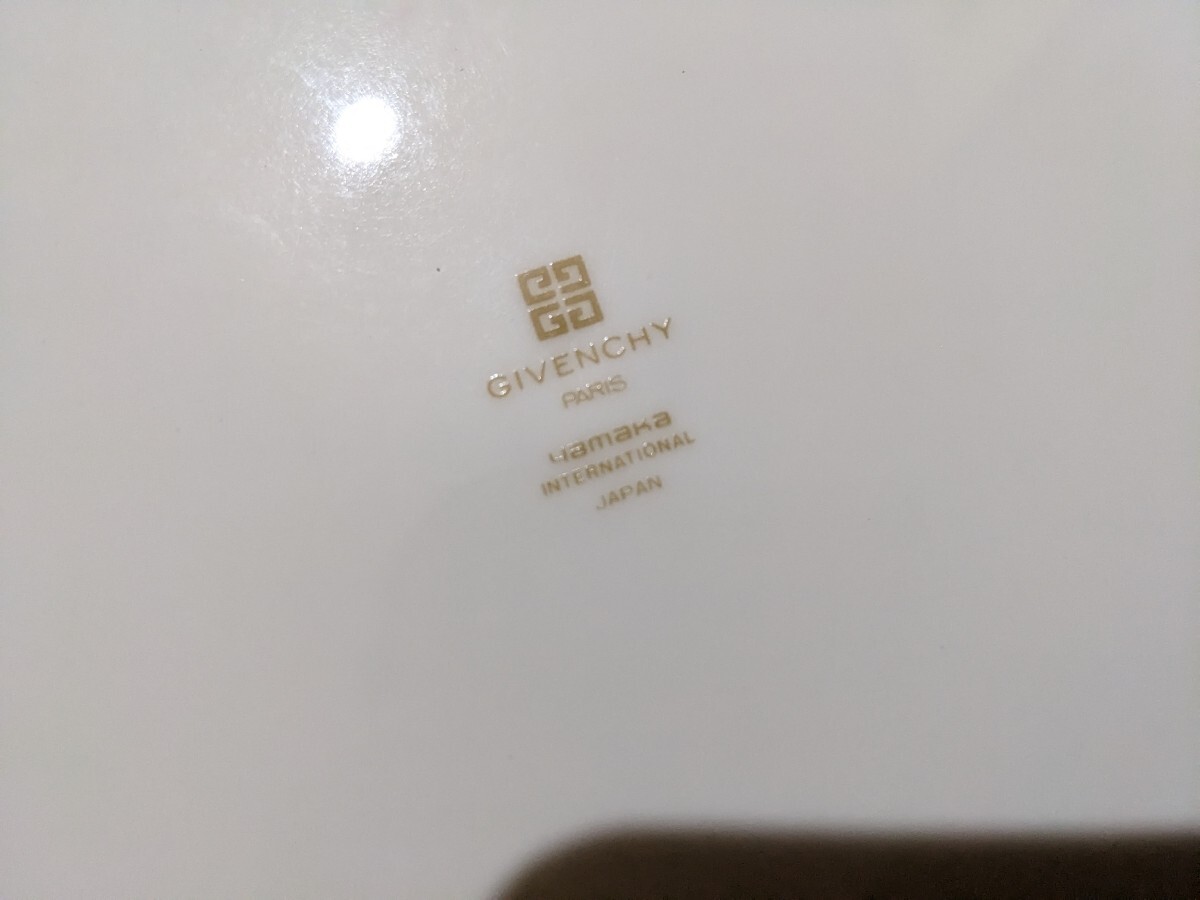 GIVENCHY
PARIS
yamaka
INTERNATIONAL
JAPAN